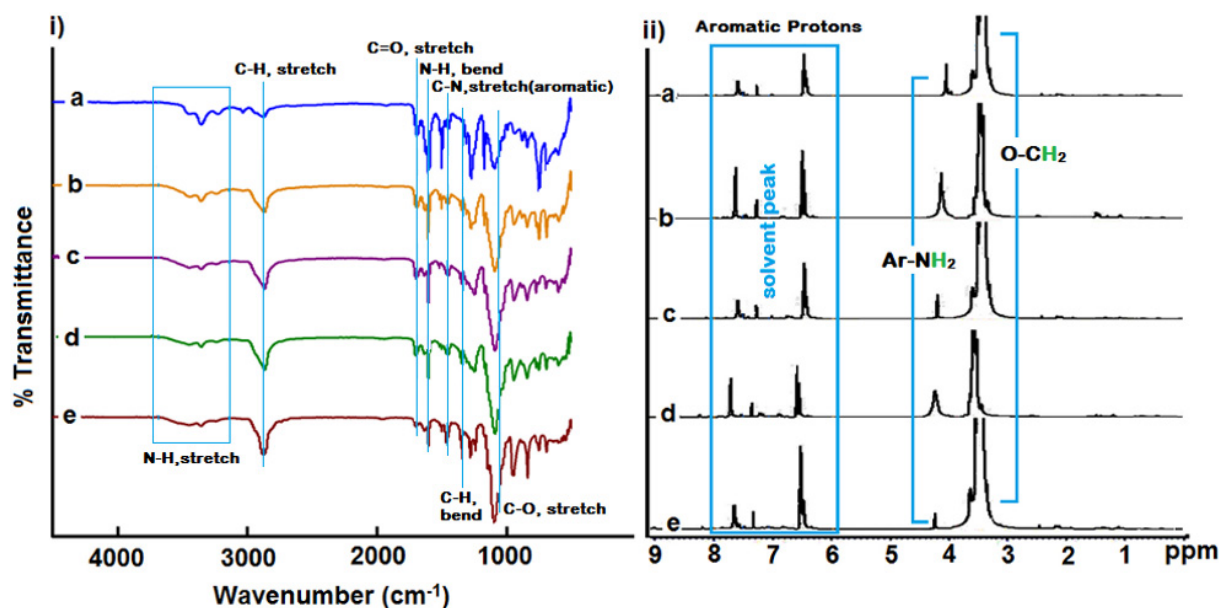 i)
C=O, stretch
C-H, stretch
N-H, bend
C-N,stretch(aromatic)
a
b
c
d
e
N-H,stretch
C-H,
bend
C-O, stretch
% Transmittance
4000 3000 2000 1000
Wavenumber (cm⁻¹)
ii)
Aromatic Protons
a
b
c
d
e
solvent peak
Ar-NH₂
O-CH₂
9 8 7 6 5 4 3 2 1 ppm